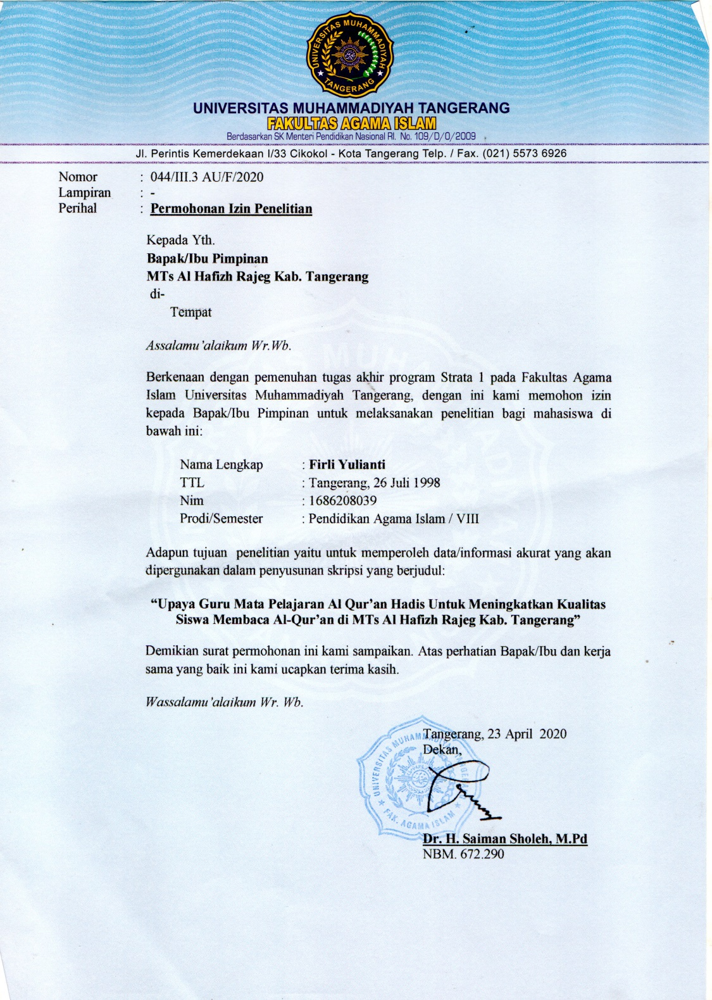 UNIVERSITAS MUHAMMADIYAH
TANGERANG
UNIVERSITAS MUHAMMADIYAH TANGERANG
FAKULTAS AGAMA ISLAM
Berdasarkan SK Menteri Pendidikan Nasional RI. No. 109/D/O/2009
Jl. Perintis Kemerdekaan I/33 Cikokol - Kota Tangerang Telp. / Fax. (021) 5573 6926
Nomor : 044/III.3 AU/F/2020
Lampiran : -
Perihal : Permohonan Izin Penelitian
Kepada Yth.
Bapak/Ibu Pimpinan
MTs Al Hafizh Rajeg Kab. Tangerang
di-
Tempat
Assalamu'alaikum Wr.Wb.
Berkenaan dengan pemenuhan tugas akhir program Strata 1 pada Fakultas Agama
Islam Universitas Muhammadiyah Tangerang, dengan ini kami memohon izin
kepada Bapak/Ibu Pimpinan untuk melaksanakan penelitian bagi mahasiswa di
bawah ini:
Nama Lengkap : Firli Yulianti
TTL : Tangerang, 26 Juli 1998
Nim : 1686208039
Prodi/Semester : Pendidikan Agama Islam / VIII
Adapun tujuan penelitian yaitu untuk memperoleh data/informasi akurat yang akan
dipergunakan dalam penyusunan skripsi yang berjudul:
“Upaya Guru Mata Pelajaran Al Qur’an Hadis Untuk Meningkatkan Kualitas
Siswa Membaca Al-Qur’an di MTs Al Hafizh Rajeg Kab. Tangerang”
Demikian surat permohonan ini kami sampaikan. Atas perhatian Bapak/Ibu dan kerja
sama yang baik ini kami ucapkan terima kasih.
Wassalamu'alaikum Wr. Wb.
Tangerang, 23 April 2020
Dekan,
UNIVERSITAS MUHAMMADIYAH TANGERANG
FAK. AGAMA ISLAM
Dr. H. Saiman Sholeh, M.Pd
NBM. 672.290